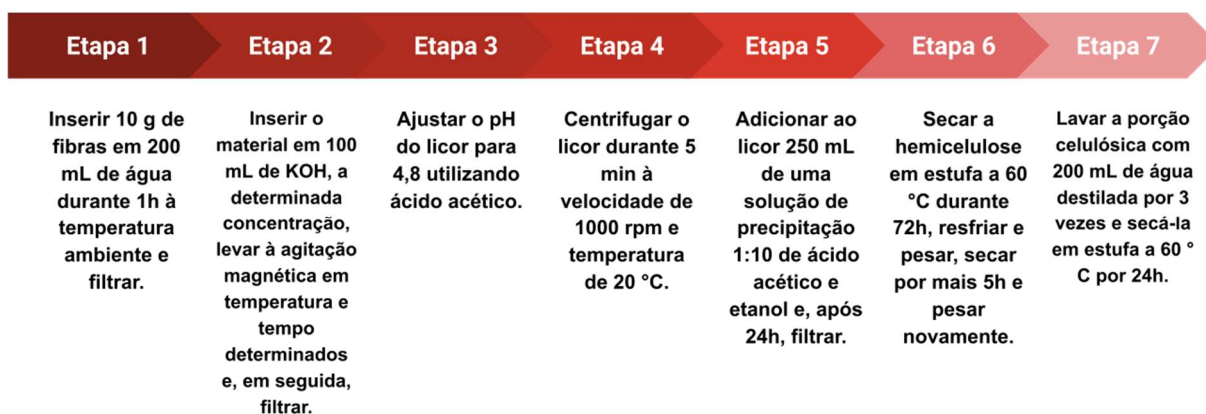 Etapa 1
Etapa 2
Etapa 3
Etapa 4
Etapa 5
Etapa 6
Etapa 7
Inserir 10 g de
fibras em 200
mL de água
durante 1h à
temperatura
ambiente e
filtrar.
Inserir o
material em 100
mL de KOH, a
determinada
concentração,
levar à agitação
magnética em
temperatura e
tempo
determinados
e, em seguida,
filtrar.
Ajustar o pH
do licor para
4,8 utilizando
ácido acético.
Centrifugar o
licor durante 5
min à
velocidade de
1000 rpm e
temperatura
de 20 °C.
Adicionar ao
licor 250 mL
de uma
solução de
precipitação
1:10 de ácido
acético e
etanol e, após
24h, filtrar.
Secar a
hemicelulose
em estufa a 60
°C durante
72h, resfriar e
pesar, secar
por mais 5h e
pesar
novamente.
Lavar a porção
celulósica com
200 mL de água
destilada por 3
vezes e secá-la
em estufa a 60 °
C por 24h.